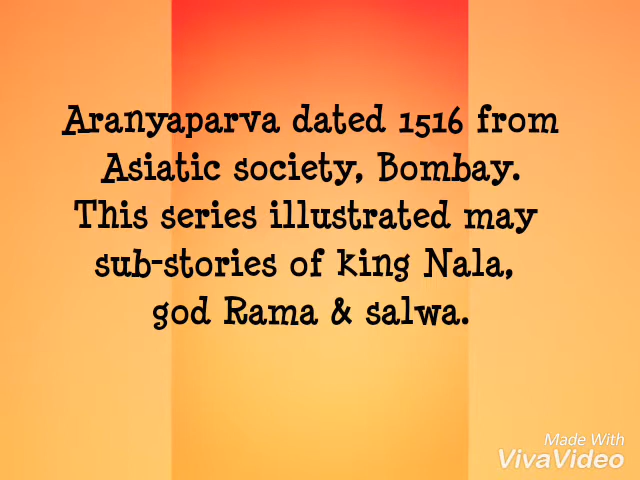 Aranyaparva dated 1516 from
Asiatic society, Bombay.
This series illustrated may
sub-stories of king Nala,
god Rama & salwa.
Made With
VivaVideo